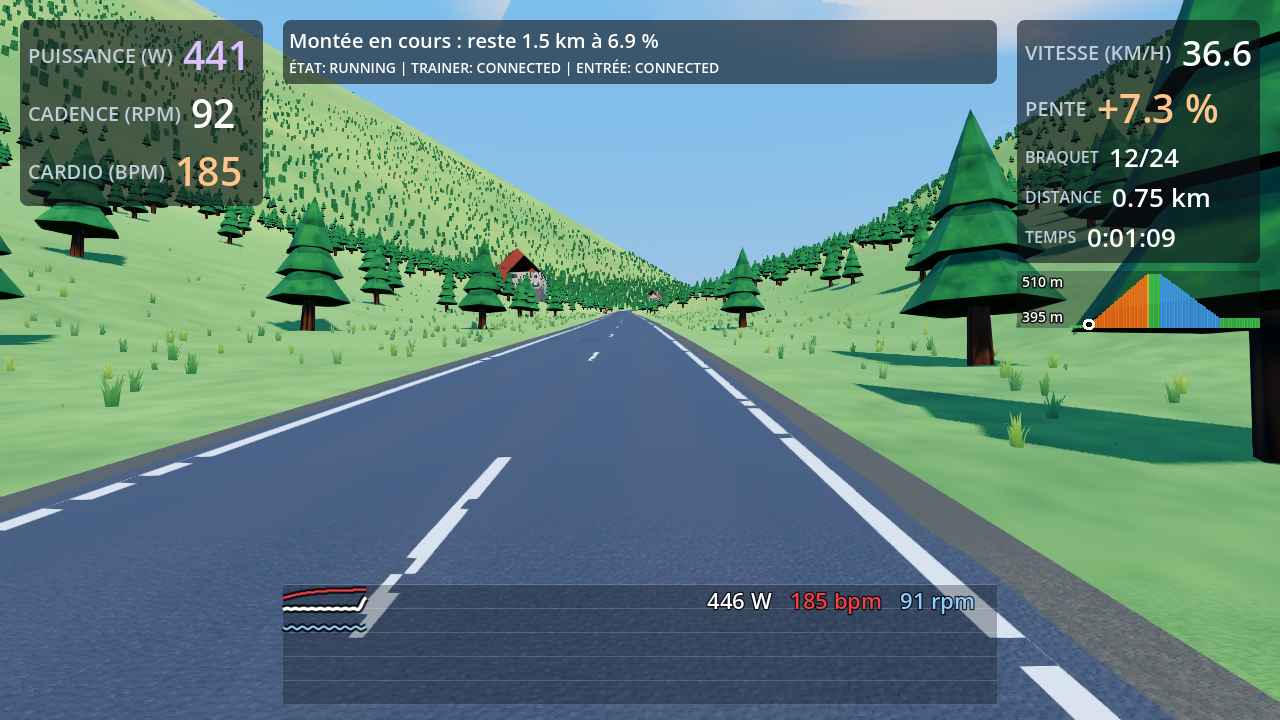 PUISSANCE (W) 441
CADENCE (RPM) 92
CARDIO (BPM) 185
Montée en cours : reste 1.5 km à 6.9 %
ÉTAT: RUNNING | TRAINER: CONNECTED | ENTRÉE: CONNECTED
VITESSE (KM/H) 36.6
PENTE +7.3 %
BRAQUET 12/24
DISTANCE 0.75 km
TEMPS 0:01:09
510 m
395 m
446 W 185 bpm 91 rpm